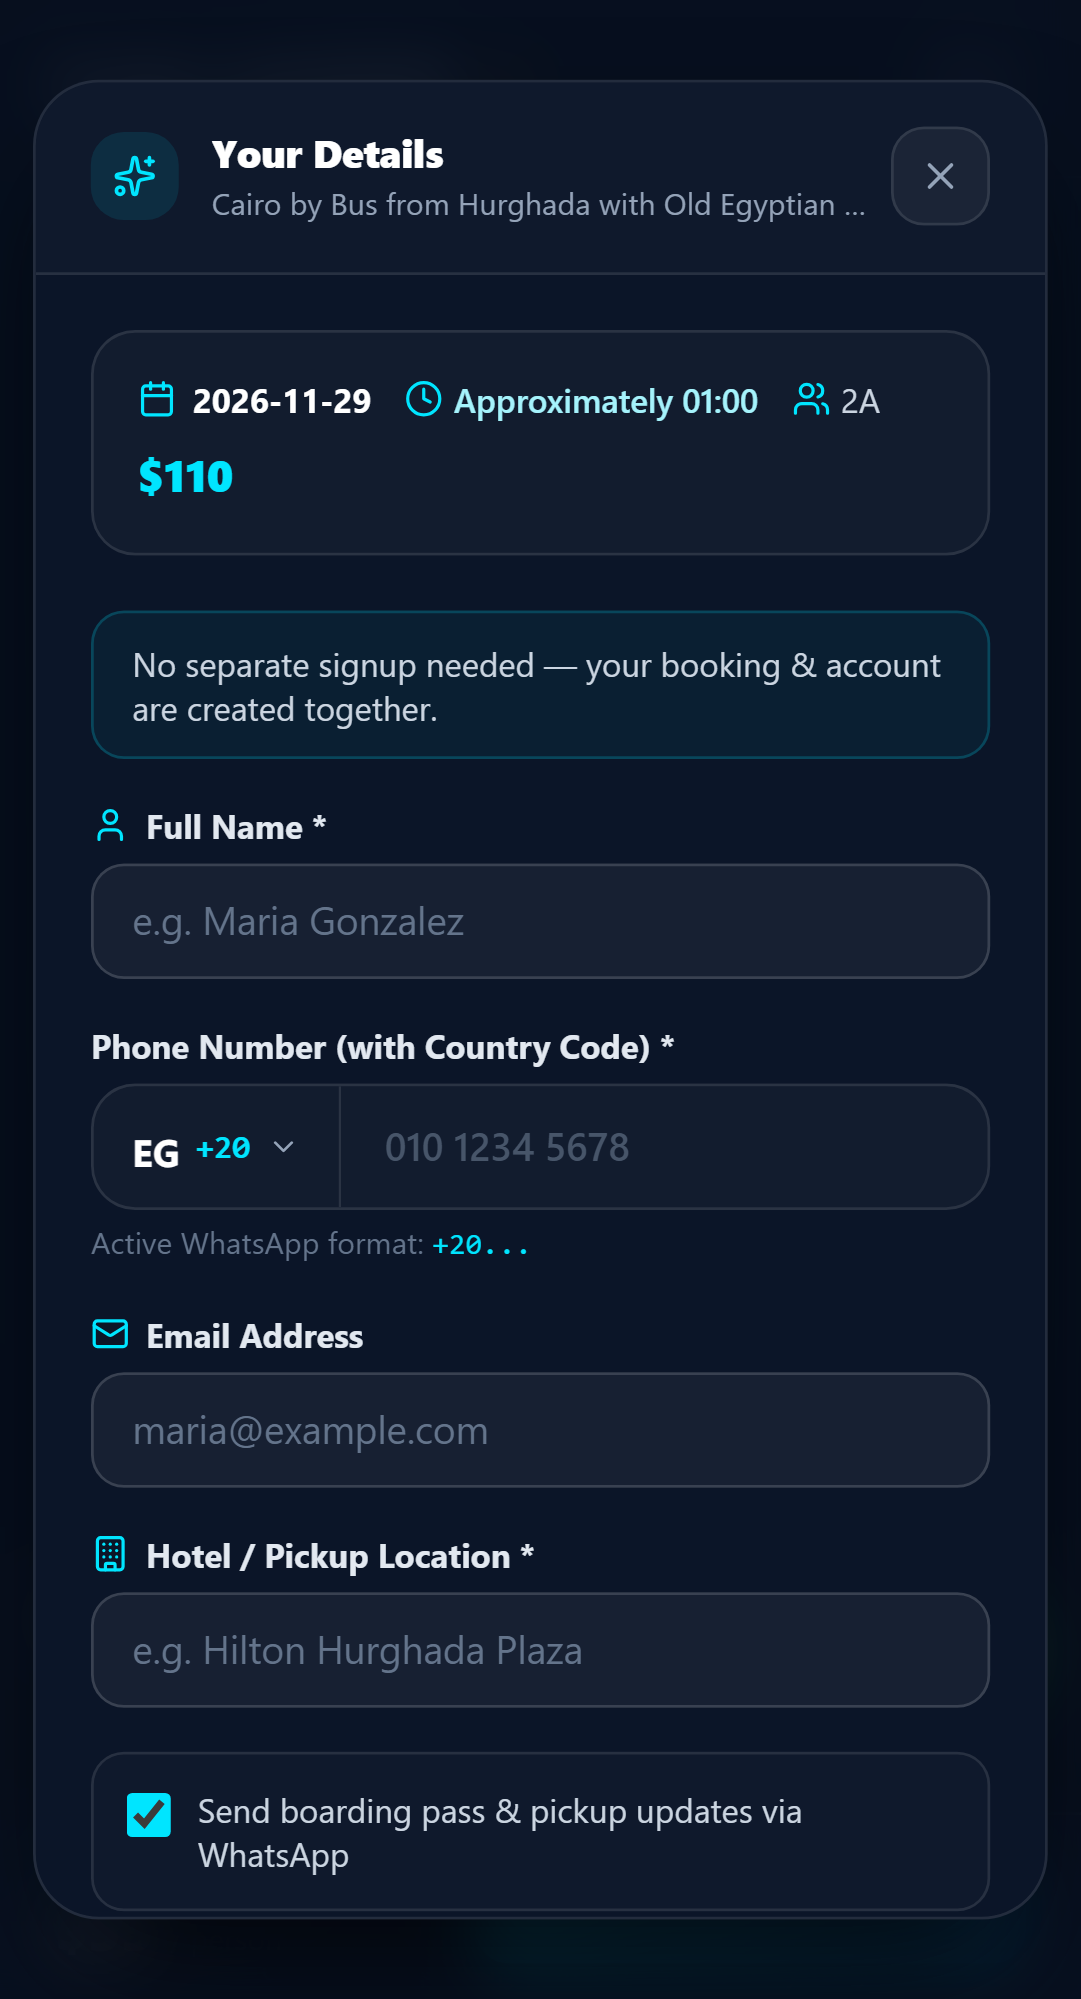 Your Details
Cairo by Bus from Hurghada with Old Egyptian ...
2026-11-29 Approximately 01:00 2A
$110
No separate signup needed — your booking & account
are created together.
Full Name *
e.g. Maria Gonzalez
Phone Number (with Country Code) *
EG +20 010 1234 5678
Active WhatsApp format: +20...
Email Address
maria@example.com
Hotel / Pickup Location *
e.g. Hilton Hurghada Plaza
Send boarding pass & pickup updates via
WhatsApp